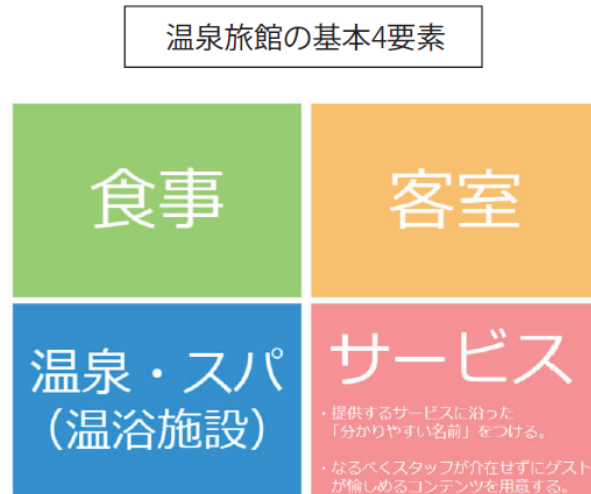 温泉旅館の基本4要素
食事
客室
温泉・スパ
（温浴施設）
サービス
・提供するサービスに沿った
「分かりやすい名前」をつける。
・なるべくスタッフが介在せずにゲスト
が愉しめるコンテンツを用意する。